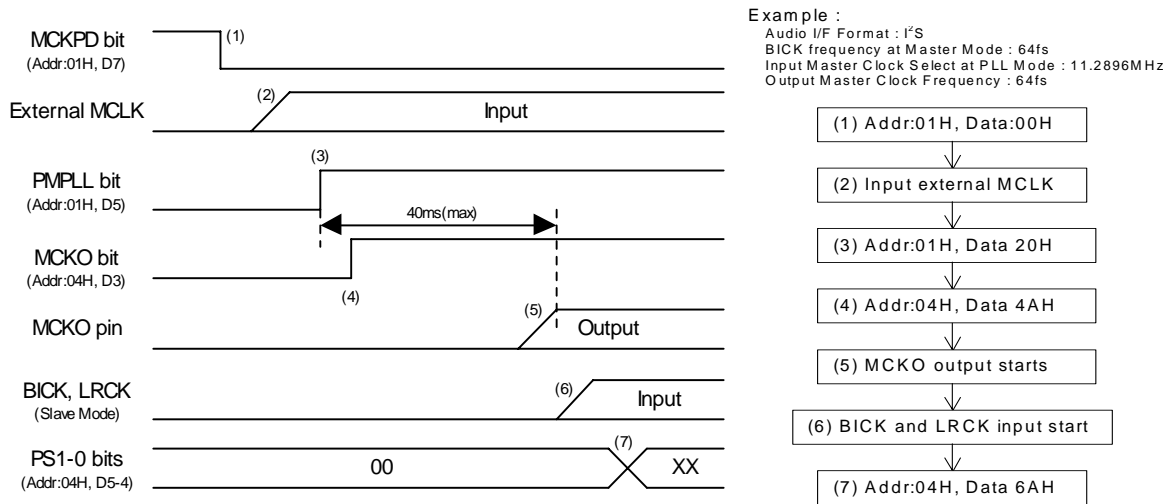 MCKPD bit
(Addr:01H, D7)
(1)
External MCLK
(2)
Input
PMPLL bit
(Addr:01H, D5)
(3)
40ms(max)
MCKO bit
(Addr:04H, D3)
(4)
MCKO pin
(5)
Output
BICK, LRCK
(Slave Mode)
(6)
Input
PS1-0 bits
(Addr:04H, D5-4)
00
(7)
XX
Example :
Audio I/F Format : I²S
BICK frequency at Master Mode : 64fs
Input Master Clock Select at PLL Mode : 11.2896MHz
Output Master Clock Frequency : 64fs
(1) Addr:01H, Data:00H
(2) Input external MCLK
(3) Addr:01H, Data 20H
(4) Addr:04H, Data 4AH
(5) MCKO output starts
(6) BICK and LRCK input start
(7) Addr:04H, Data 6AH